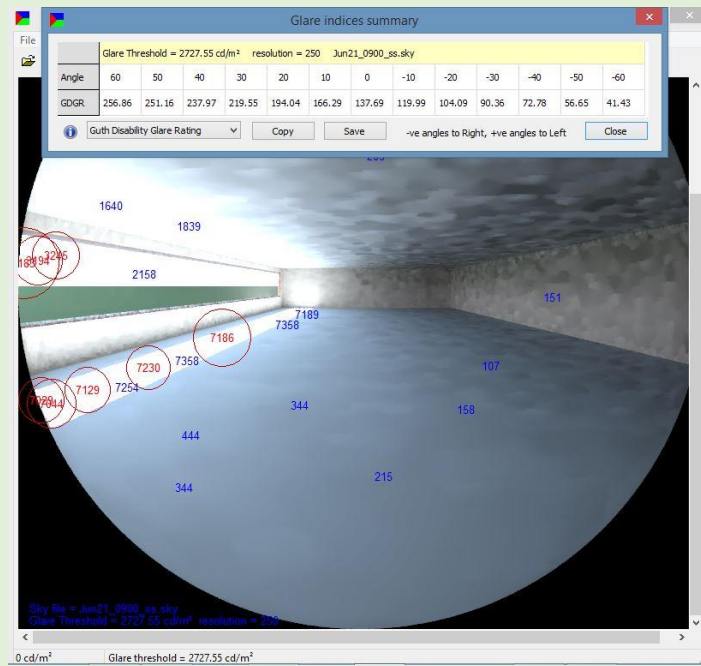 Glare indices summary
File
Glare Threshold = 2727.55 cd/m² resolution = 250 Jun21_0900_ss.sky
Angle 60 50 40 30 20 10 0 -10 -20 -30 -40 -50 -60
GDGR 256.86 251.16 237.97 219.55 194.04 166.29 137.69 119.99 104.09 90.36 72.78 56.65 41.43
Guth Disability Glare Rating Copy Save -ve angles to Right, +ve angles to Left Close
1640
1839
3194 3245
2158
151
7189
7358
7186
7358
107
7230
7254
7129
7044
344
158
444
215
344
Sky file = Jun21_0900_ss.sky
Glare Threshold = 2727.55 cd/m² resolution = 250
0 cd/m² Glare threshold = 2727.55 cd/m²